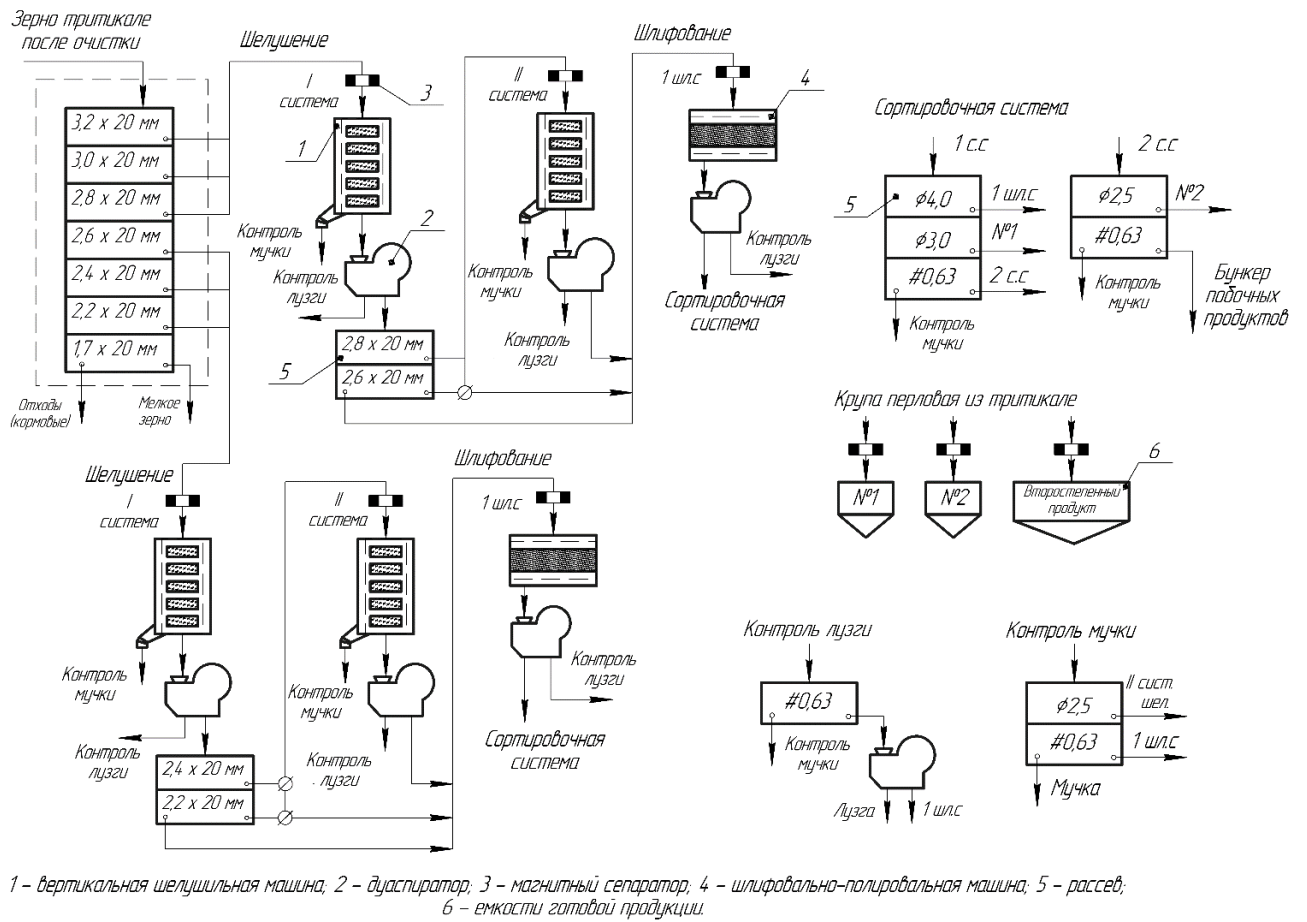 Зерно тритикале
после очистки
3,2 x 20 мм
3,0 x 20 мм
2,8 x 20 мм
2,6 x 20 мм
2,4 x 20 мм
2,2 x 20 мм
1,7 x 20 мм
Отходы
(кормовые)
Мелкое
зерно
Шелушение
I
система
3
1
Контроль
мучки
2
Контроль
лузги
5
2,8 x 20 мм
2,6 x 20 мм
II
система
Контроль
мучки
Контроль
лузги
Шлифование
1 шл.с
4
Контроль
лузги
Сортировочная
система
Сортировочная система
1 с.с
5
ϕ4,0
ϕ3,0
#0,63
1 шл.с
№1
2 с.с
Контроль
мучки
2 с.с
ϕ2,5
#0,63
№2
Контроль
мучки
Бункер
побочных
продуктов
Крупа перловая из тритикале
№1
№2
6
Второстепенный
продукт
Шелушение
I
система
Контроль
мучки
Контроль
лузги
2,4 x 20 мм
2,2 x 20 мм
II
система
Контроль
мучки
Контроль
лузги
Шлифование
1 шл.с
Контроль
лузги
Сортировочная
система
Контроль лузги
#0,63
Контроль
мучки
Лузга
1 шл.с
Контроль мучки
ϕ2,5
#0,63
II сист.
шел.
1 шл.с
Мучка
1 – вертикальная шелушильная машина; 2 – дуаспиратор; 3 – магнитный сепаратор; 4 – шлифовально-полировальная машина; 5 – рассев;
6 – емкости готовой продукции.